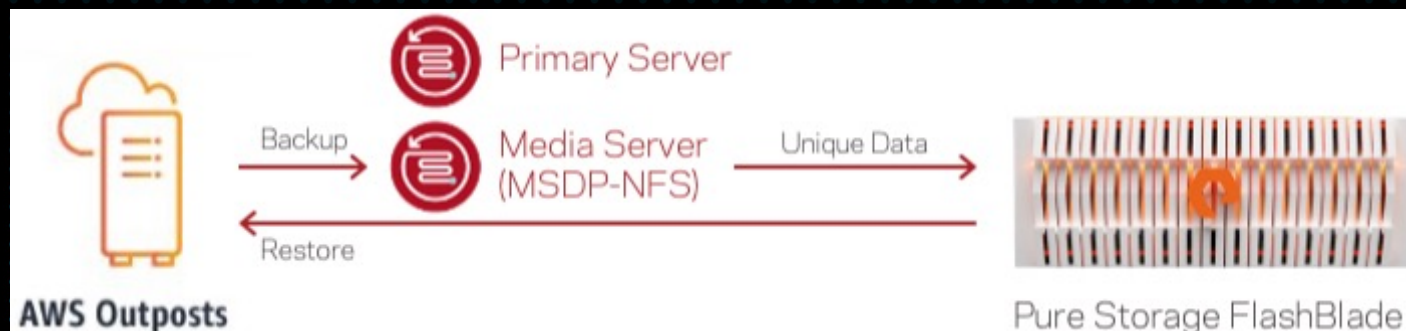 Primary Server
Backup
Media Server
(MSDP-NFS)
Unique Data
Restore
AWS Outposts
Pure Storage FlashBlade